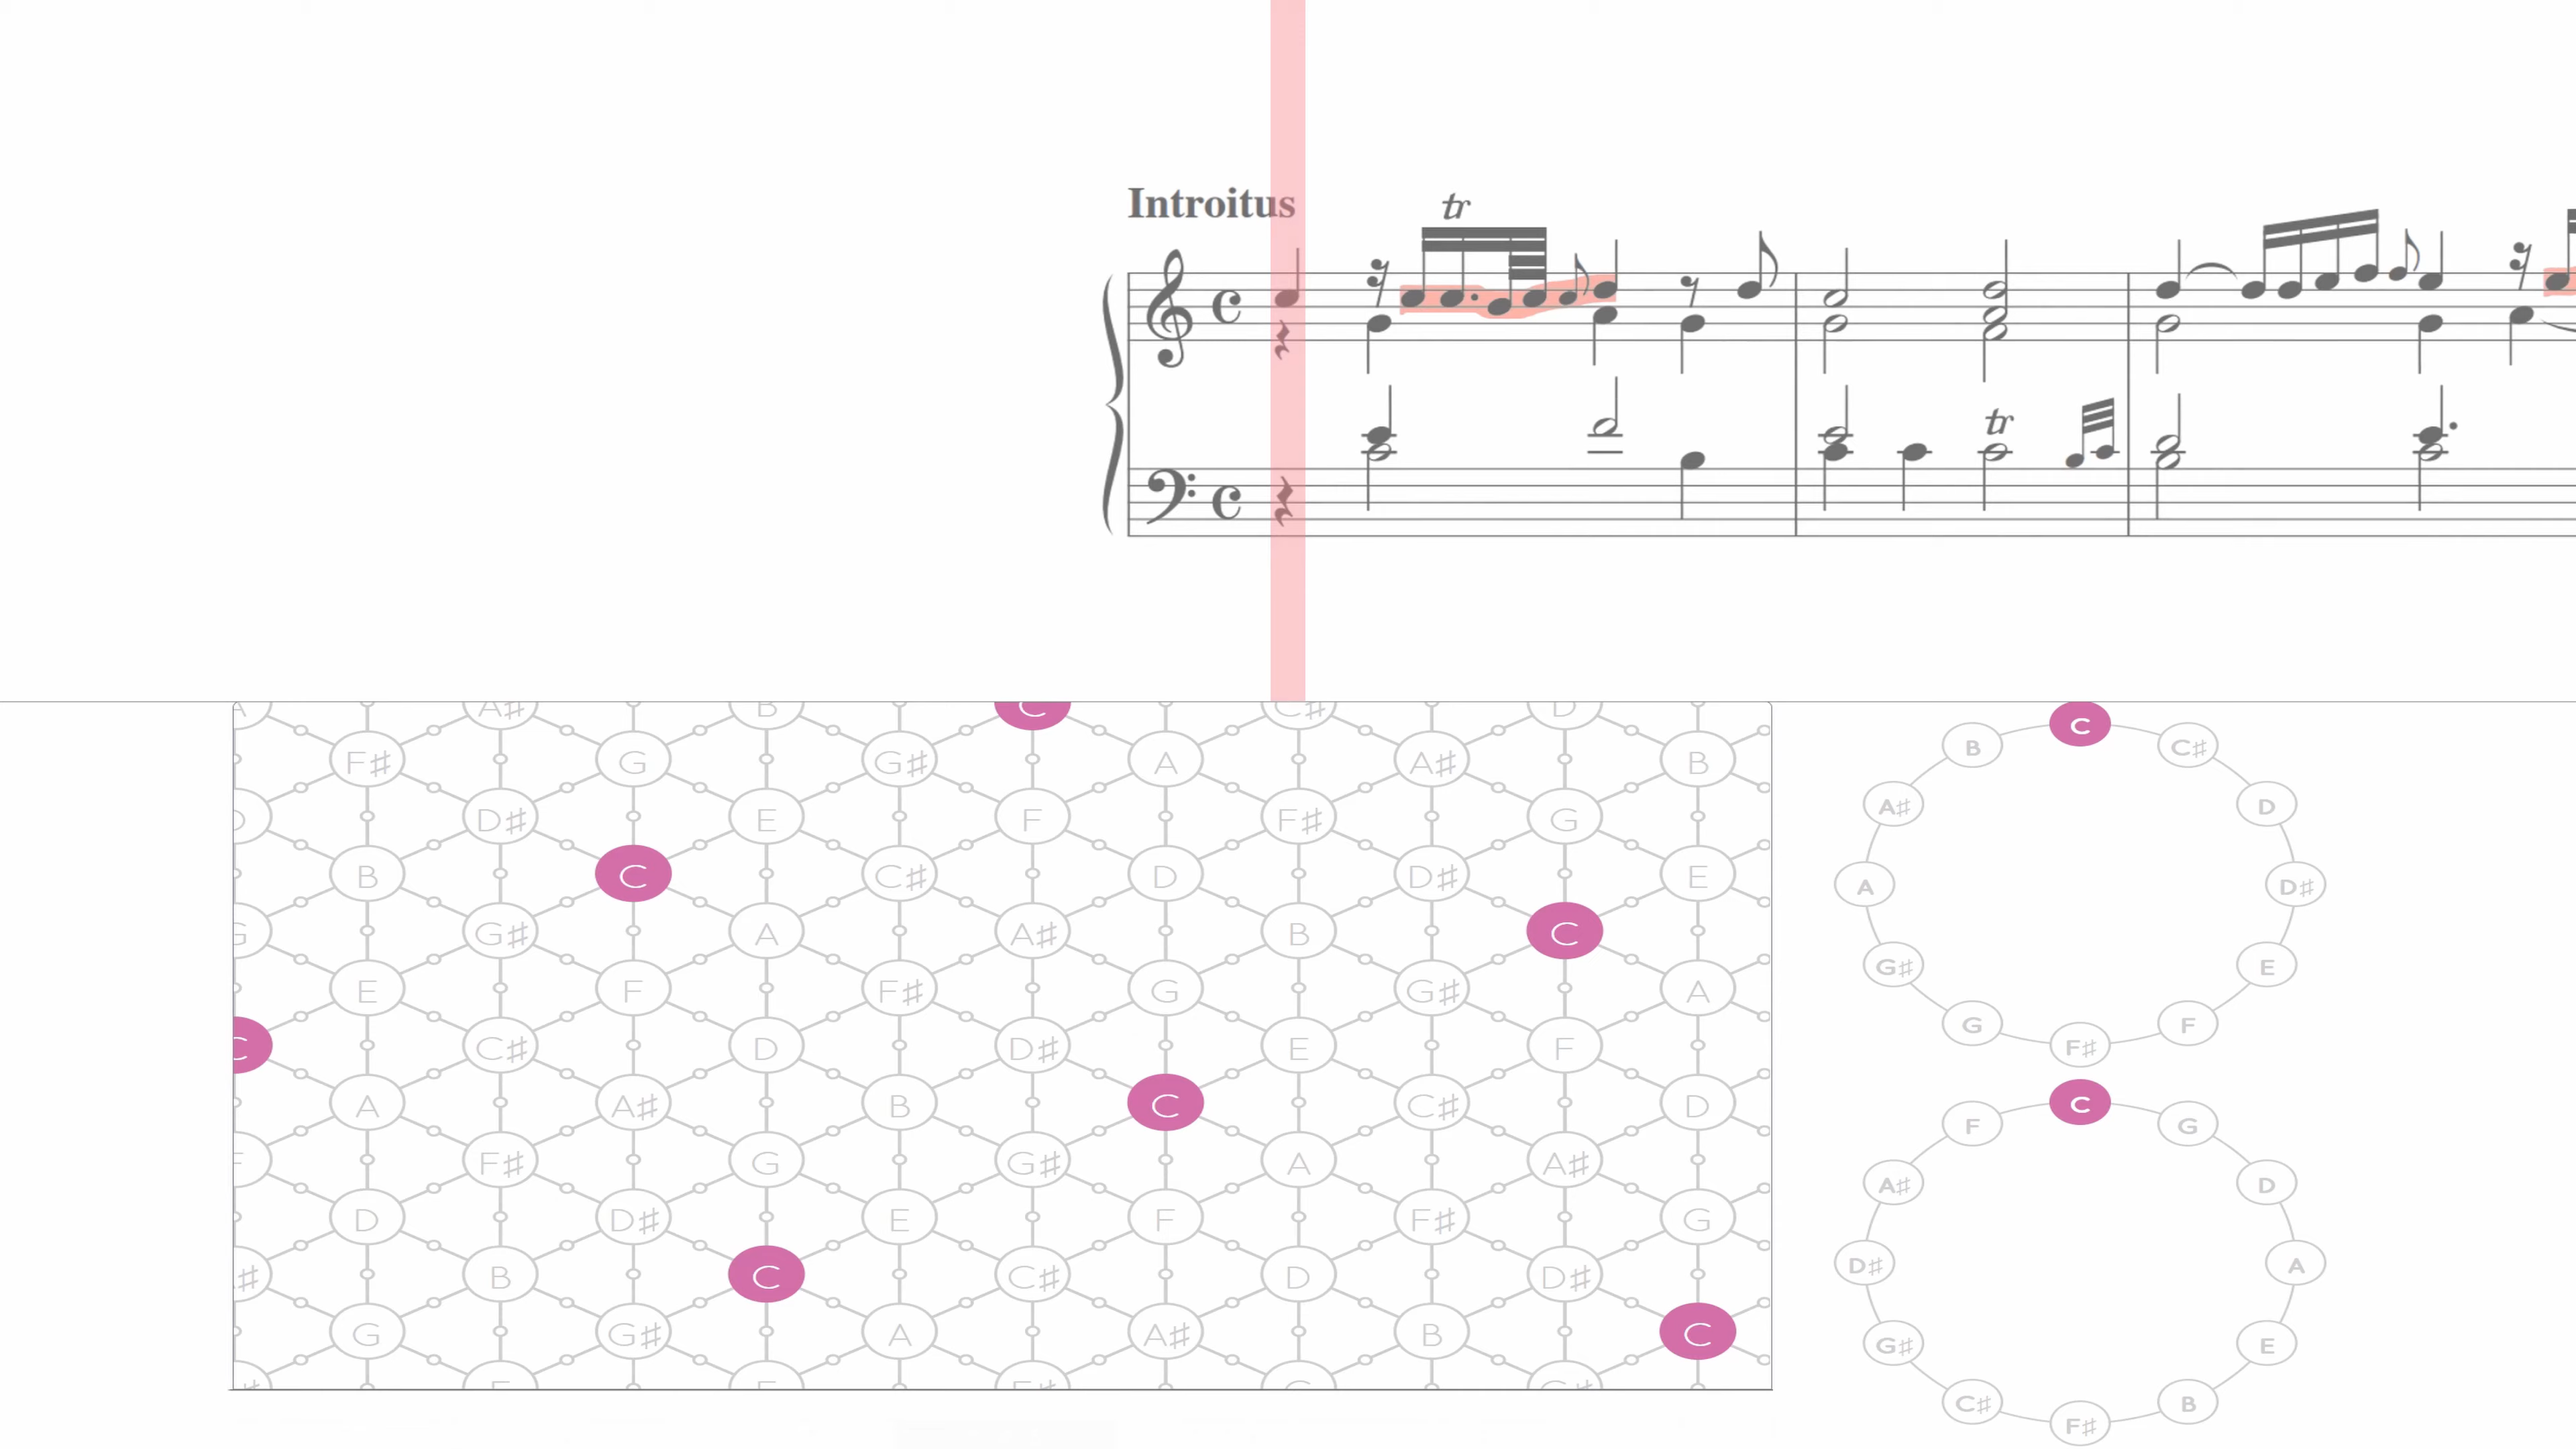 Introitus
tr
tr
A A♯ B C C♯ D
F♯ G G♯ A A♯ B
D D♯ E F F♯ G
B C C♯ D D♯ E
G G♯ A A♯ B C
E F F♯ G G♯ A
C C♯ D D♯ E F
A A♯ B C C♯ D
F F♯ G G♯ A A♯
D D♯ E F F♯ G
♯ B C C♯ D D♯
G G♯ A A♯ B C
C
B C♯
A♯ D
A D♯
G♯ E
G F
F♯
C
F G
A♯ D
D♯ A
G♯ E
C♯ B
F♯